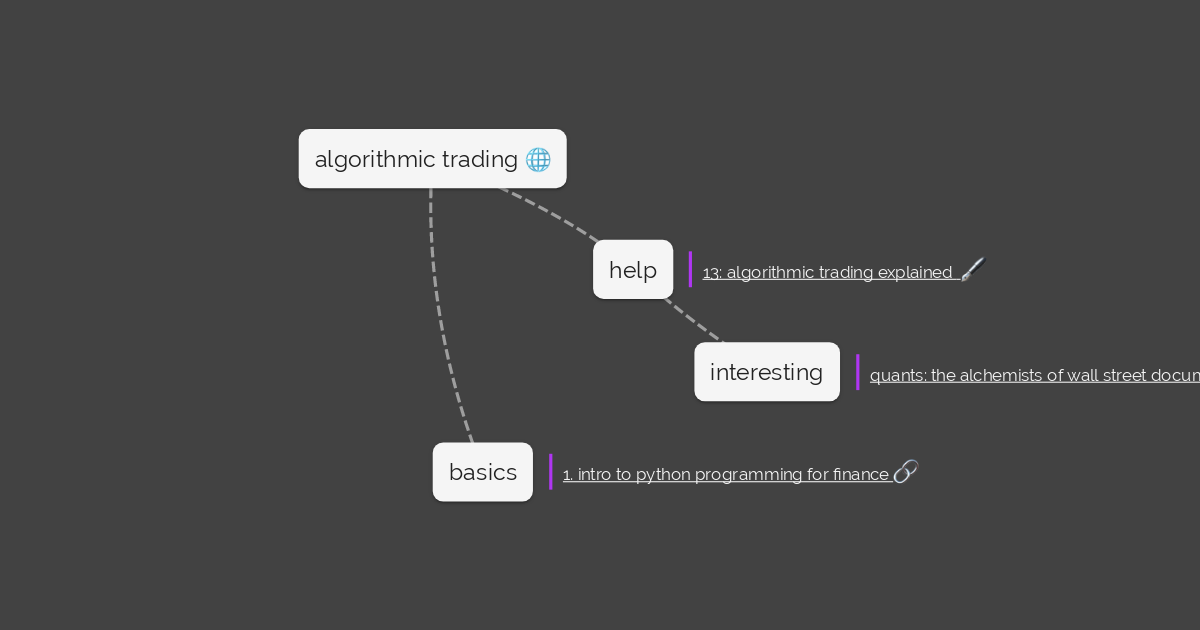 algorithmic trading 🌐
help
13: algorithmic trading explained 🖌
interesting
quants: the alchemists of wall street
basics
1. intro to python programming for finance 🔗